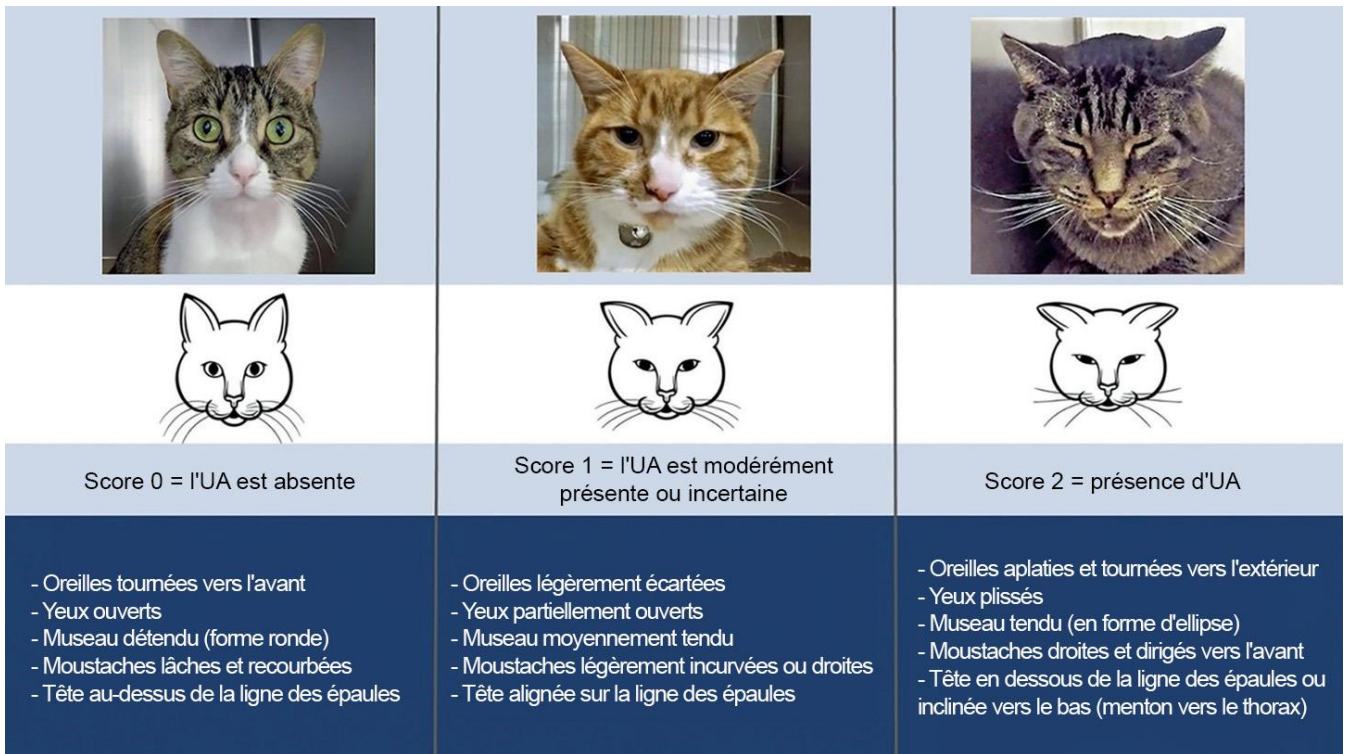 Score 0 = l'UA est absente
Score 1 = l'UA est modérément
présente ou incertaine
Score 2 = présence d'UA
- Oreilles tournées vers l'avant
- Yeux ouverts
- Museau détendu (forme ronde)
- Moustaches lâches et recourbées
- Tête au-dessus de la ligne des épaules
- Oreilles légèrement écartées
- Yeux partiellement ouverts
- Museau moyennement tendu
- Moustaches légèrement incurvées ou droites
- Tête alignée sur la ligne des épaules
- Oreilles aplaties et tournées vers l'extérieur
- Yeux plissés
- Museau tendu (en forme d'ellipse)
- Moustaches droites et dirigés vers l'avant
- Tête en dessous de la ligne des épaules ou
inclinée vers le bas (menton vers le thorax)